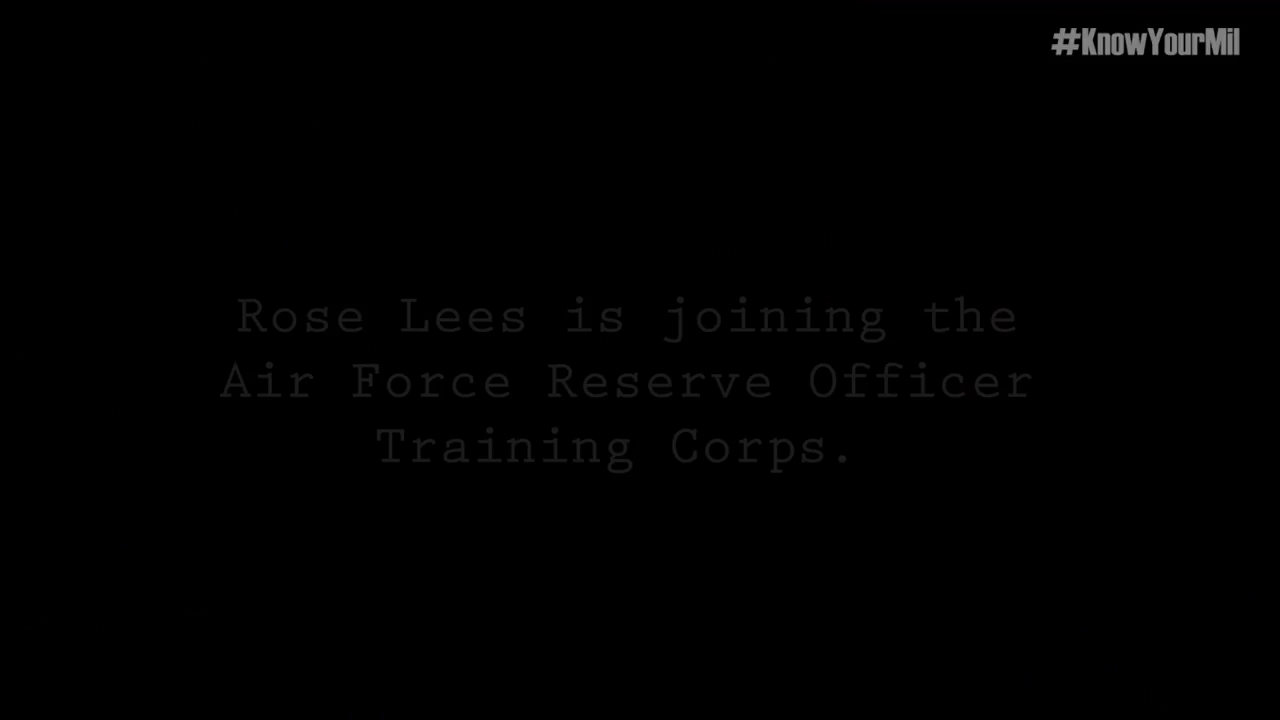 #KnowYourMil
Rose Lees is joining the
Air Force Reserve Officer
Training Corps.